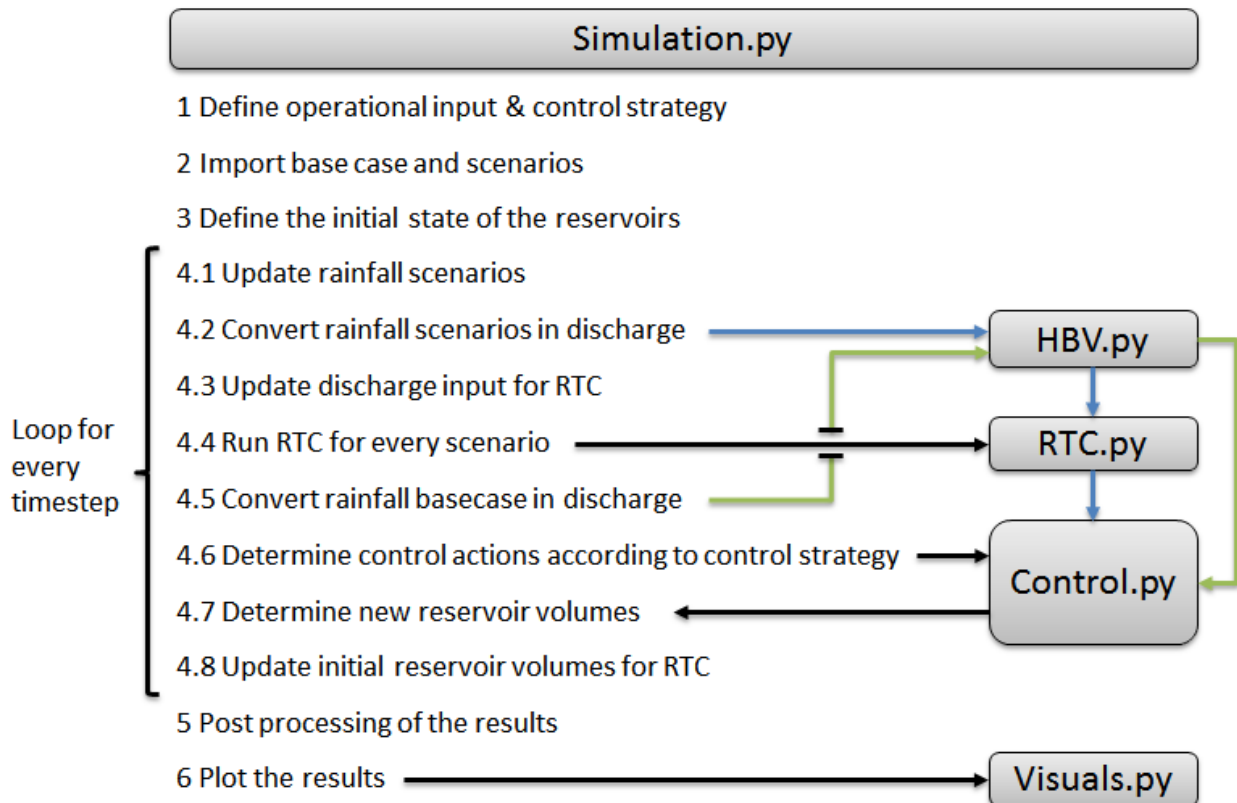 Simulation.py
1 Define operational input & control strategy
2 Import base case and scenarios
3 Define the initial state of the reservoirs
4.1 Update rainfall scenarios
4.2 Convert rainfall scenarios in discharge
HBV.py
4.3 Update discharge input for RTC
Loop for
every
timestep
4.4 Run RTC for every scenario
RTC.py
4.5 Convert rainfall basecase in discharge
4.6 Determine control actions according to control strategy
Control.py
4.7 Determine new reservoir volumes
4.8 Update initial reservoir volumes for RTC
5 Post processing of the results
6 Plot the results
Visuals.py